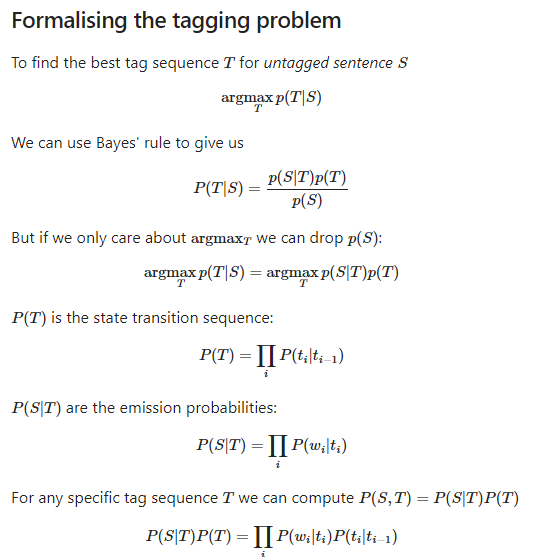 Formalising the tagging problem
To find the best tag sequence T for untagged sentence S
argmax_T p(T|S)
We can use Bayes' rule to give us
P(T|S) = p(S|T)p(T) / p(S)
But if we only care about argmax_T we can drop p(S):
argmax_T p(T|S) = argmax_T p(S|T)p(T)
P(T) is the state transition sequence:
P(T) = ∏_i P(t_i|t_{i−1})
P(S|T) are the emission probabilities:
P(S|T) = ∏_i P(w_i|t_i)
For any specific tag sequence T we can compute P(S, T) = P(S|T)P(T)
P(S|T)P(T) = ∏_i P(w_i|t_i)P(t_i|t_{i−1})